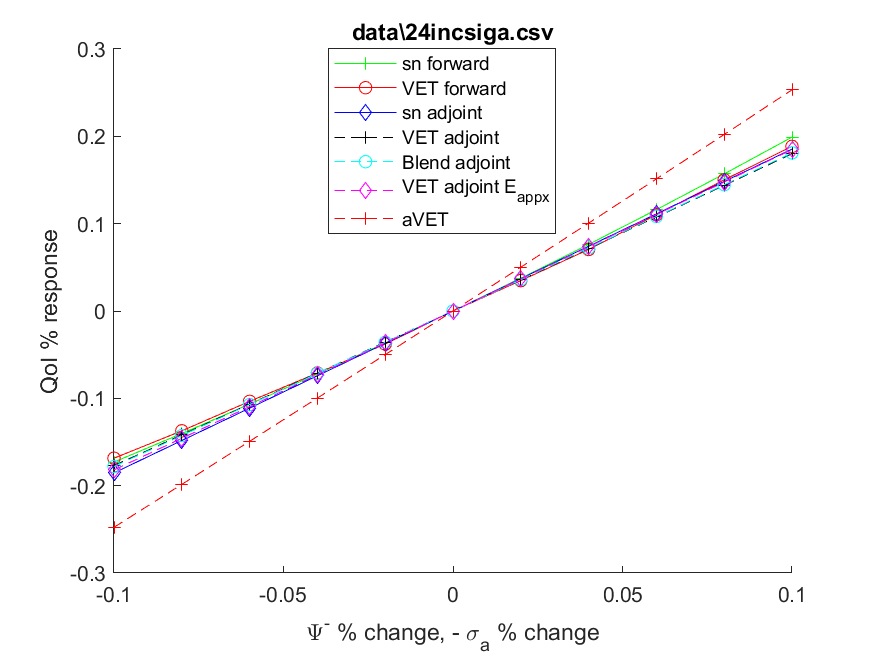 data\24incsiga.csv
sn forward
VET forward
sn adjoint
VET adjoint
Blend adjoint
VET adjoint E_appx
aVET
0.3
0.2
0.1
0
-0.1
-0.2
-0.3
QoI % response
-0.1
-0.05
0
0.05
0.1
Ψ⁻ % change, - σ_a % change